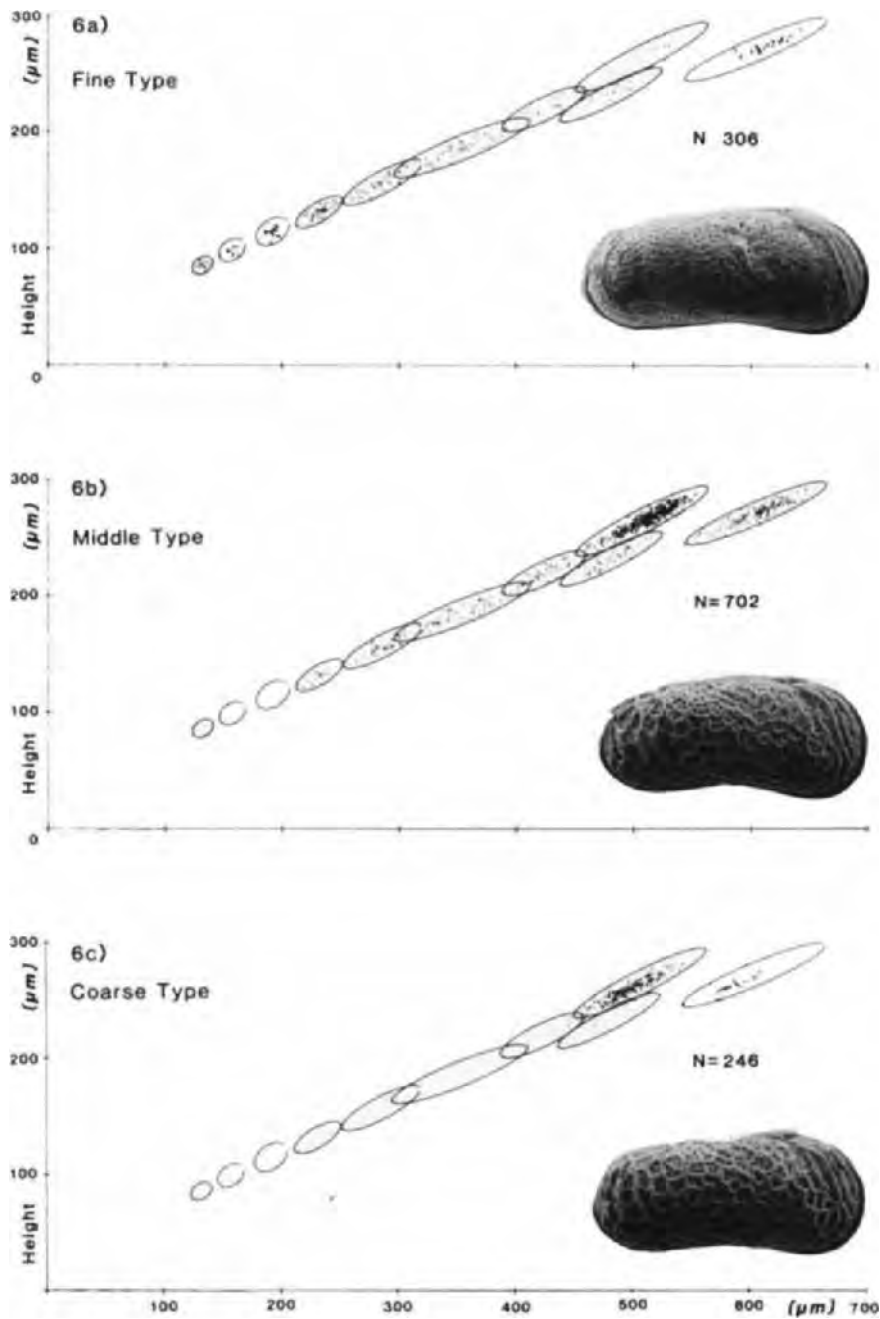 300
(μm)
6a)
Fine Type
200
N 306
100
Height
0
300
(μm)
6b)
Middle Type
200
N=702
100
Height
0
300
(μm)
6c)
Coarse Type
200
N=246
100
Height
100 200 300 400 500 600 (μm) 700